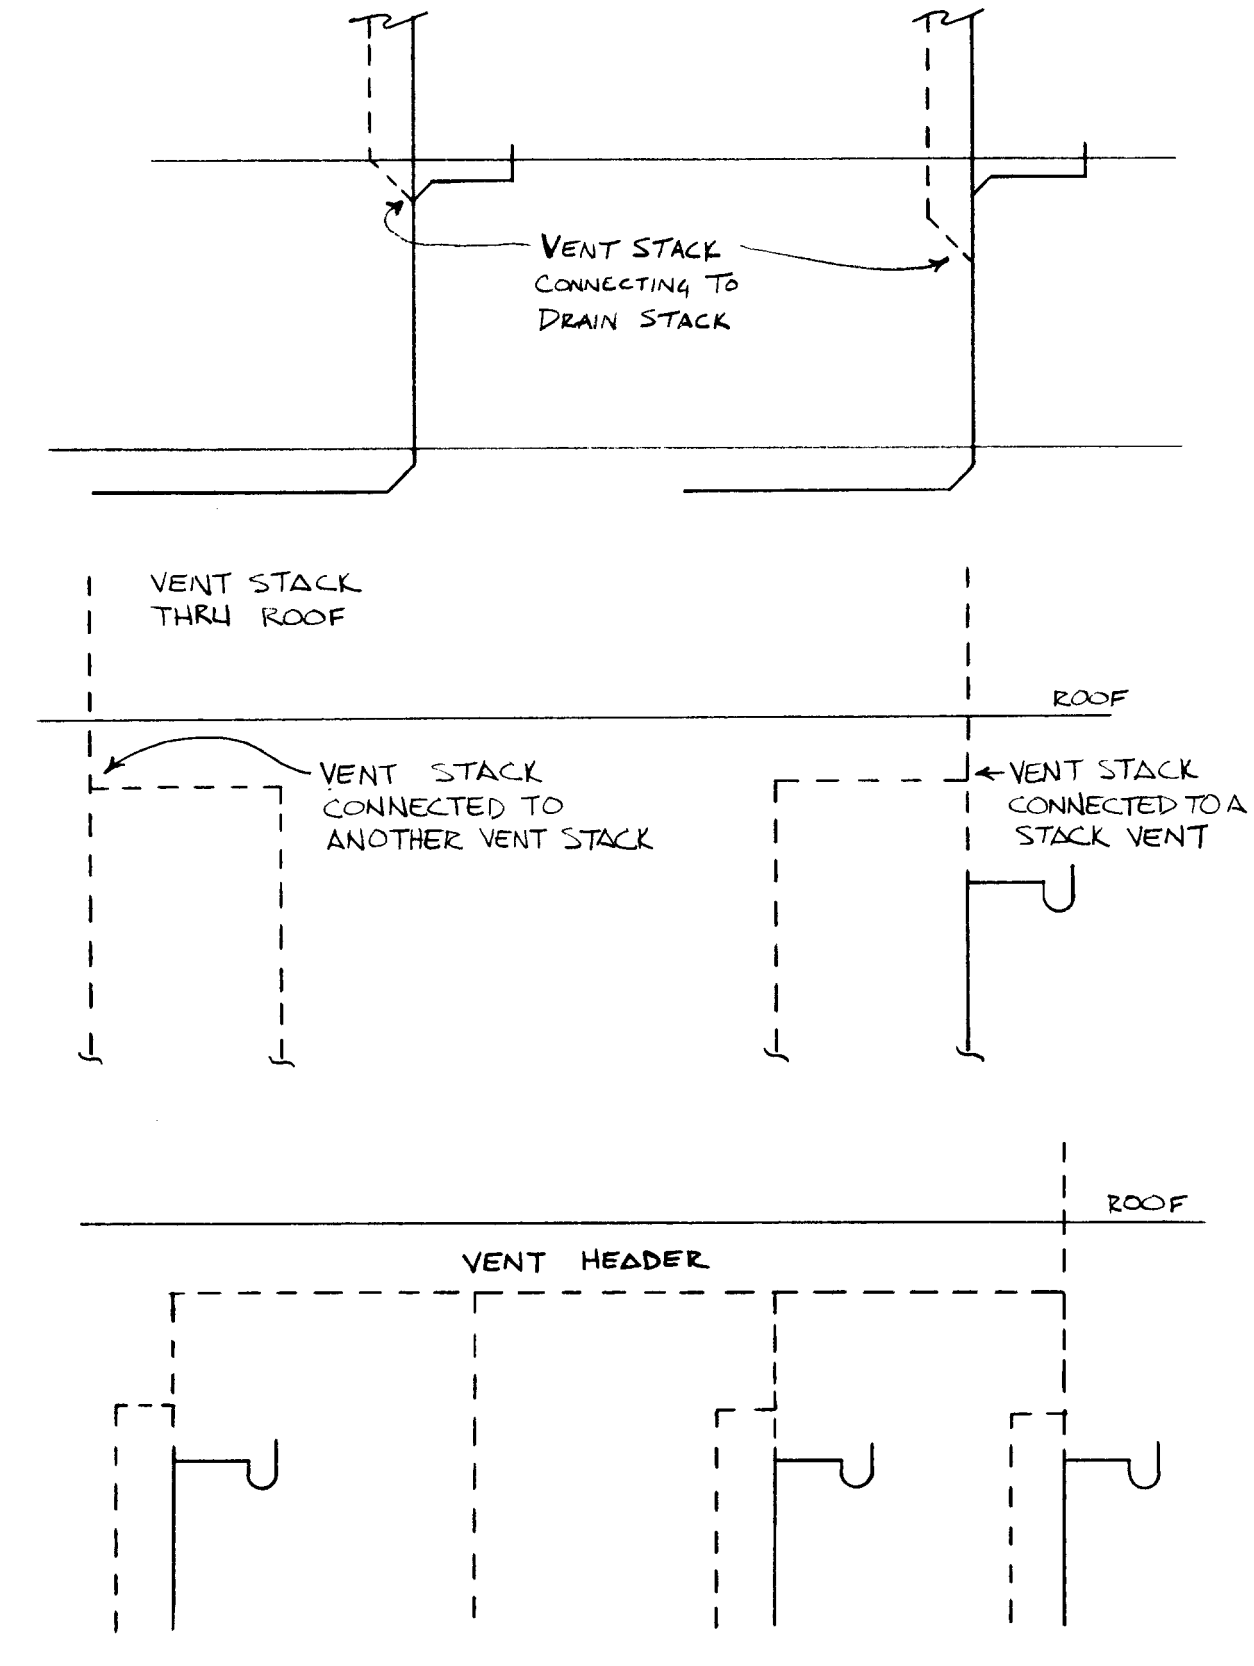 VENT STACK
CONNECTING TO
DRAIN STACK
VENT STACK
THRU ROOF
ROOF
VENT STACK
CONNECTED TO
ANOTHER VENT STACK
VENT STACK
CONNECTED TO A
STACK VENT
ROOF
VENT HEADER